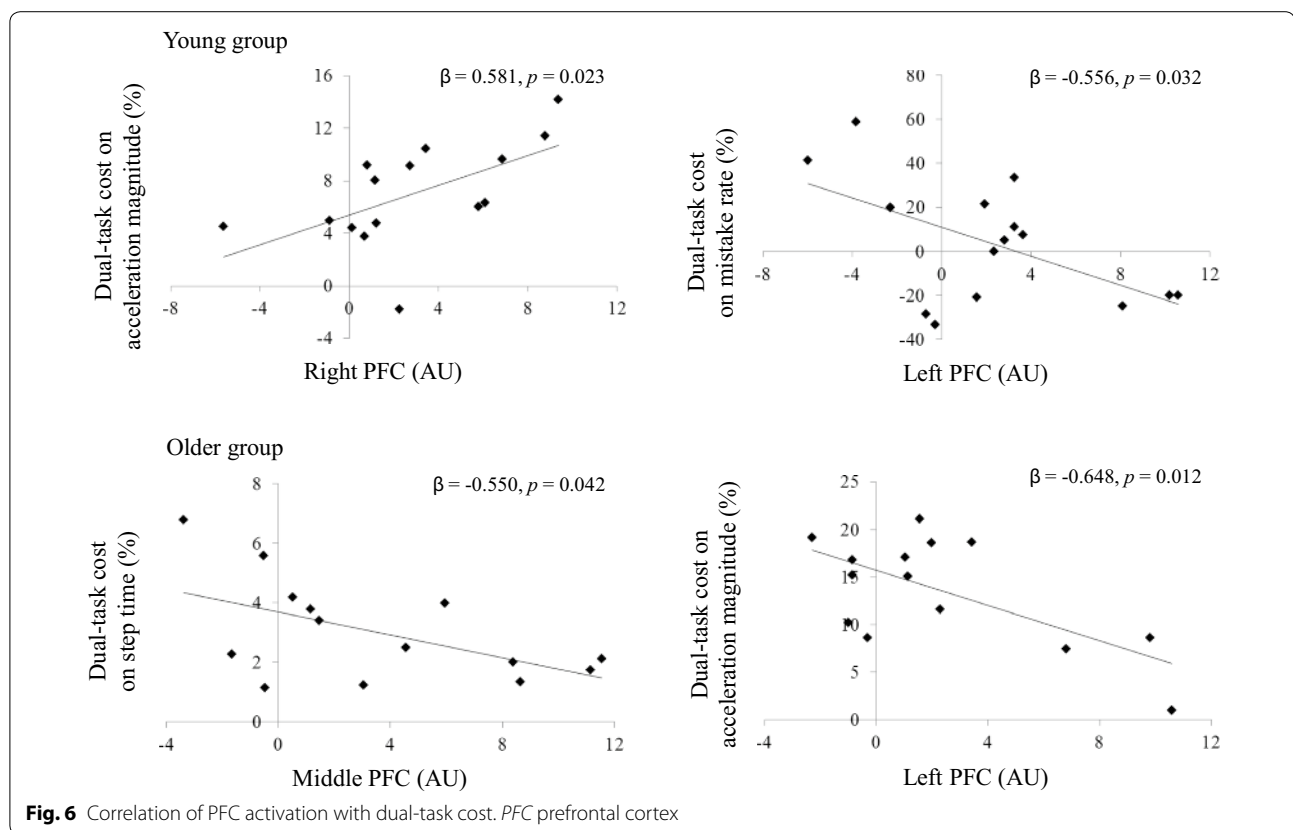 Young group
β = 0.581, p = 0.023
Dual-task cost on
acceleration magnitude (%)
16
12
8
4
0
-4
-8
-4
0
4
8
12
Right PFC (AU)
β = -0.556, p = 0.032
Dual-task cost
on mistake rate (%)
80
60
40
20
0
-20
-40
-8
-4
0
4
8
12
Left PFC (AU)
Older group
β = -0.550, p = 0.042
Dual-task cost
on step time (%)
8
6
4
2
0
-4
0
4
8
12
Middle PFC (AU)
β = -0.648, p = 0.012
Dual-task cost on
acceleration magnitude (%)
25
20
15
10
5
0
-4
0
4
8
12
Left PFC (AU)
Fig. 6 Correlation of PFC activation with dual-task cost. PFC prefrontal cortex